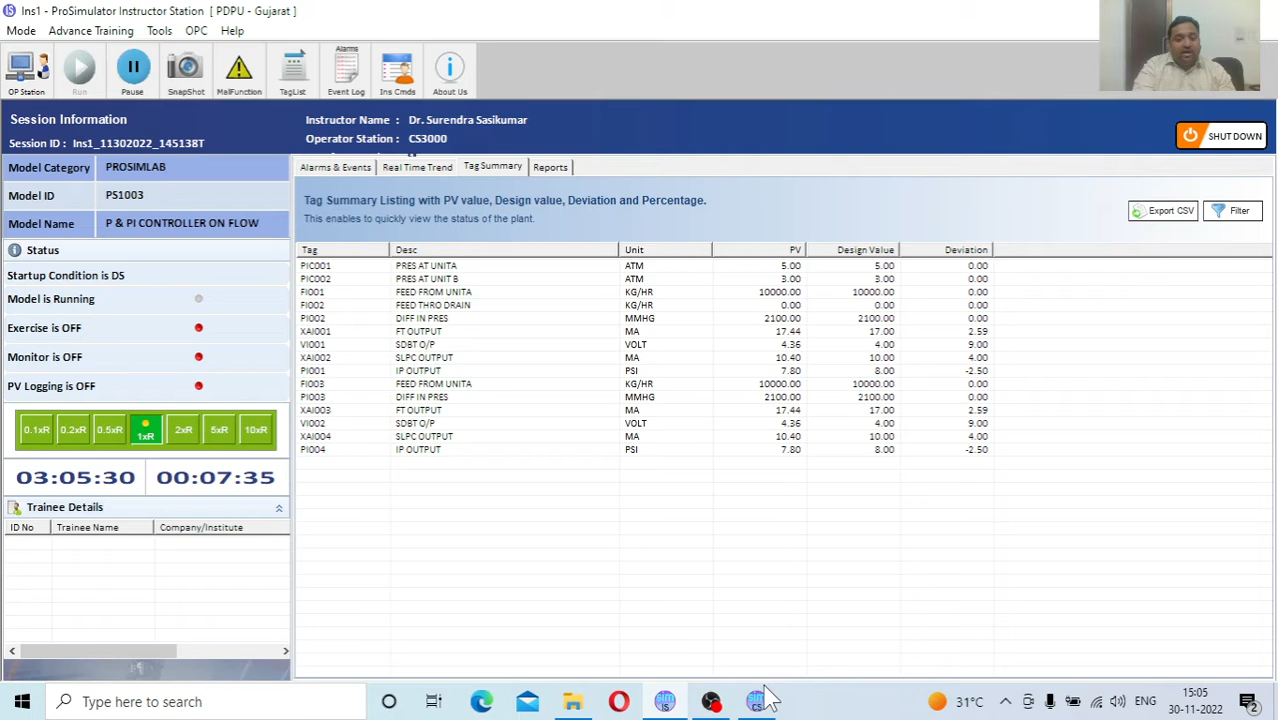 Ins1 - ProSimulator Instructor Station [ PDPU - Gujarat ]
Mode Advance Training Tools OPC Help
Alarms
OP Station Run Pause SnapShot MalFunction TagList Event Log Ins Cmds About Us
Session Information
Session ID : Ins1_11302022_145138T
Instructor Name : Dr. Surendra Sasikumar
Operator Station : CS3000
SHUT DOWN
Model Category PROSIMLAB
Model ID PS1003
Model Name P & PI CONTROLLER ON FLOW
Status
Startup Condition is DS
Model is Running
Exercise is OFF
Monitor is OFF
PV Logging is OFF
0.1xR 0.2xR 0.5xR 1xR 2xR 5xR 10xR
03:05:30 00:07:35
Trainee Details
ID No Trainee Name Company/Institute
Alarms & Events Real Time Trend Tag Summary Reports
Tag Summary Listing with PV value, Design value, Deviation and Percentage.
This enables to quickly view the status of the plant.
Export CSV Filter
Tag Desc Unit PV Design Value Deviation
PIC001 PRES AT UNITA ATM 5.00 5.00 0.00
PIC002 PRES AT UNIT B ATM 3.00 3.00 0.00
FI001 FEED FROM UNITA KG/HR 10000.00 10000.00 0.00
FI002 FEED THRO DRAIN KG/HR 0.00 0.00 0.00
PI002 DIFF IN PRES MMHG 2100.00 2100.00 0.00
XAI001 FT OUTPUT MA 17.44 17.00 2.59
VI001 SDBT O/P VOLT 4.36 4.00 9.00
XAI002 SLPC OUTPUT MA 10.40 10.00 4.00
PI001 IP OUTPUT PSI 7.80 8.00 -2.50
FI003 FEED FROM UNITA KG/HR 10000.00 10000.00 0.00
PI003 DIFF IN PRES MMHG 2100.00 2100.00 0.00
XAI003 FT OUTPUT MA 17.44 17.00 2.59
VI002 SDBT O/P VOLT 4.36 4.00 9.00
XAI004 SLPC OUTPUT MA 10.40 10.00 4.00
PI004 IP OUTPUT PSI 7.80 8.00 -2.50
Type here to search
sim IS
sim CS
31°C ENG 15:05
30-11-2022
2